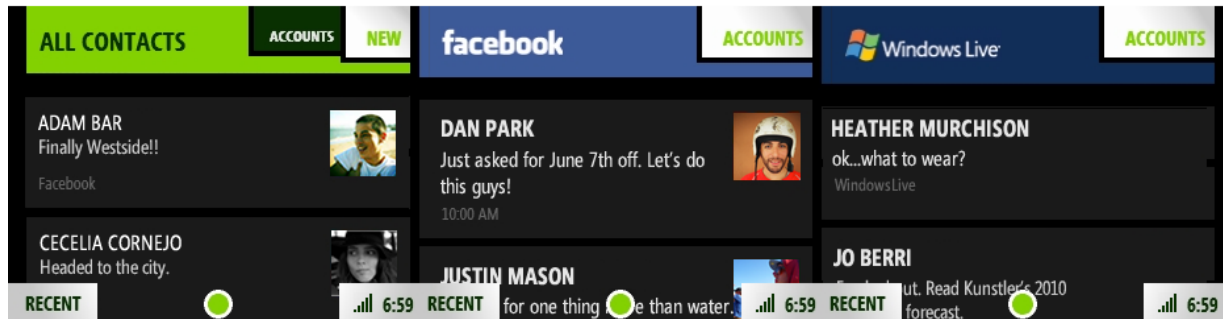 ALL CONTACTS
ACCOUNTS
NEW
ADAM BAR
Finally Westside!!
Facebook
CECELIA CORNEJO
Headed to the city.
RECENT
6:59
facebook
ACCOUNTS
DAN PARK
Just asked for June 7th off. Let's do
this guys!
10:00 AM
JUSTIN MASON
for one thing more than water.
RECENT
6:59
Windows Live
ACCOUNTS
HEATHER MURCHISON
ok...what to wear?
WindowsLive
JO BERRI
out. Read Kunstler's 2010
forecast.
RECENT
6:59